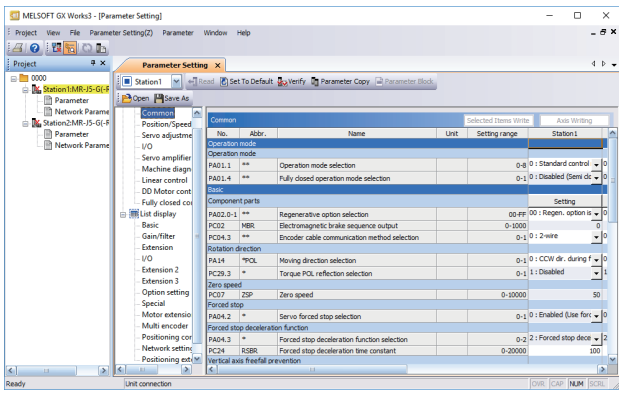 MELSOFT GX Works3 - [Parameter Setting]
Project View File Parameter Setting(Z) Parameter Window Help
Project
Parameter Setting
Station1 Read Set To Default Verify Parameter Copy Parameter Block
Open Save As
0000
Station1:MR-J5-G(-R
Parameter
Network Parame
Station2:MR-J5-G(-R
Parameter
Network Parame
Common
Position/Speed
Servo adjustme
I/O
Servo amplifier
Machine diagn
Linear control
DD Motor cont
Fully closed co
List display
Basic
Gain/filter
Extension
I/O
Extension 2
Extension 3
Option setting
Special
Motor extensio
Multi encoder
Positioning cor
Network setting
Positioning ext
Common Selected Items Write Axis Writing
No. Abbr. Name Unit Setting range Station1
Operation mode
Operation mode
PA01.1 ** Operation mode selection 0-8 0 : Standard control 0
PA01.4 ** Fully closed operation mode selection 0-1 0 : Disabled (Semi clo 0
Basic
Component parts Setting
PA02.0-1 ** Regenerative option selection 00-FF 00 : Regen. option is 0
PC02 MBR Electromagnetic brake sequence output 0-1000 0
PC04.3 ** Encoder cable communication method selection 0-1 0 : 2-wire 0
Rotation direction
PA14 *POL Moving direction selection 0-1 0 : CCW dir. during f 0
PC29.3 * Torque POL reflection selection 0-1 1 : Disabled 1
Zero speed
PC07 ZSP Zero speed 0-10000 50
Forced stop
PA04.2 * Servo forced stop selection 0-1 0 : Enabled (Use forc 0
Forced stop deceleration function
PA04.3 * Forced stop deceleration function selection 0-2 2 : Forced stop dece 2
PC24 RSBR Forced stop deceleration time constant 0-20000 100
Vertical axis freefall prevention
Ready Unit connection OVR CAP NUM SCRL